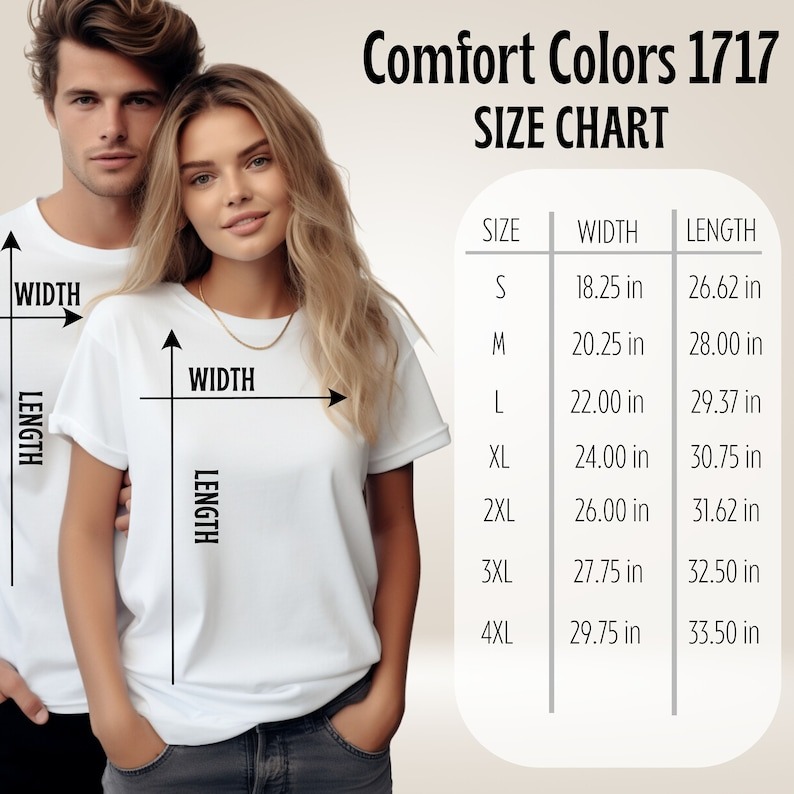 Comfort Colors 1717
SIZE CHART
SIZE WIDTH LENGTH
S 18.25 in 26.62 in
M 20.25 in 28.00 in
L 22.00 in 29.37 in
XL 24.00 in 30.75 in
2XL 26.00 in 31.62 in
3XL 27.75 in 32.50 in
4XL 29.75 in 33.50 in
WIDTH
LENGTH
WIDTH
LENGTH